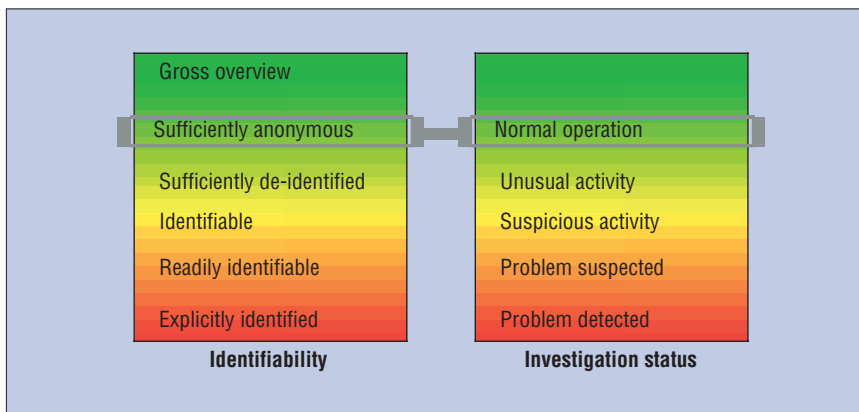 Gross overview
Sufficiently anonymous
Sufficiently de-identified
Identifiable
Readily identifiable
Explicitly identified
Identifiability
Normal operation
Unusual activity
Suspicious activity
Problem suspected
Problem detected
Investigation status